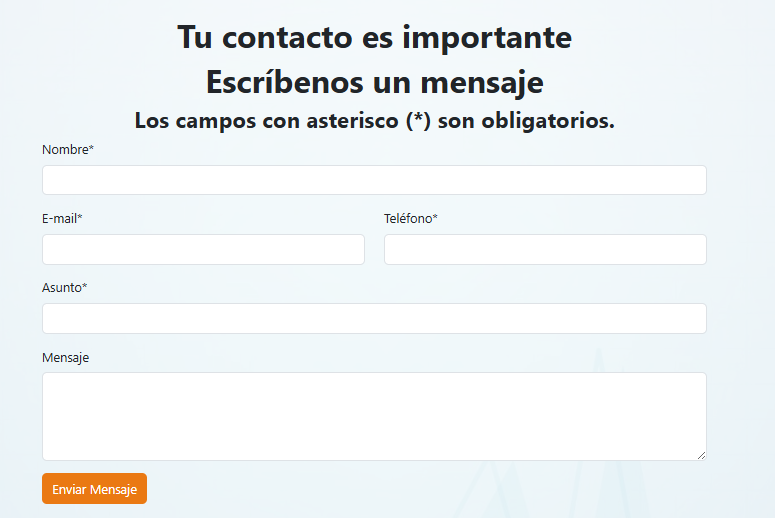 Tu contacto es importante
Escríbenos un mensaje
Los campos con asterisco (*) son obligatorios.
Nombre*
E-mail* Teléfono*
Asunto*
Mensaje
Enviar Mensaje